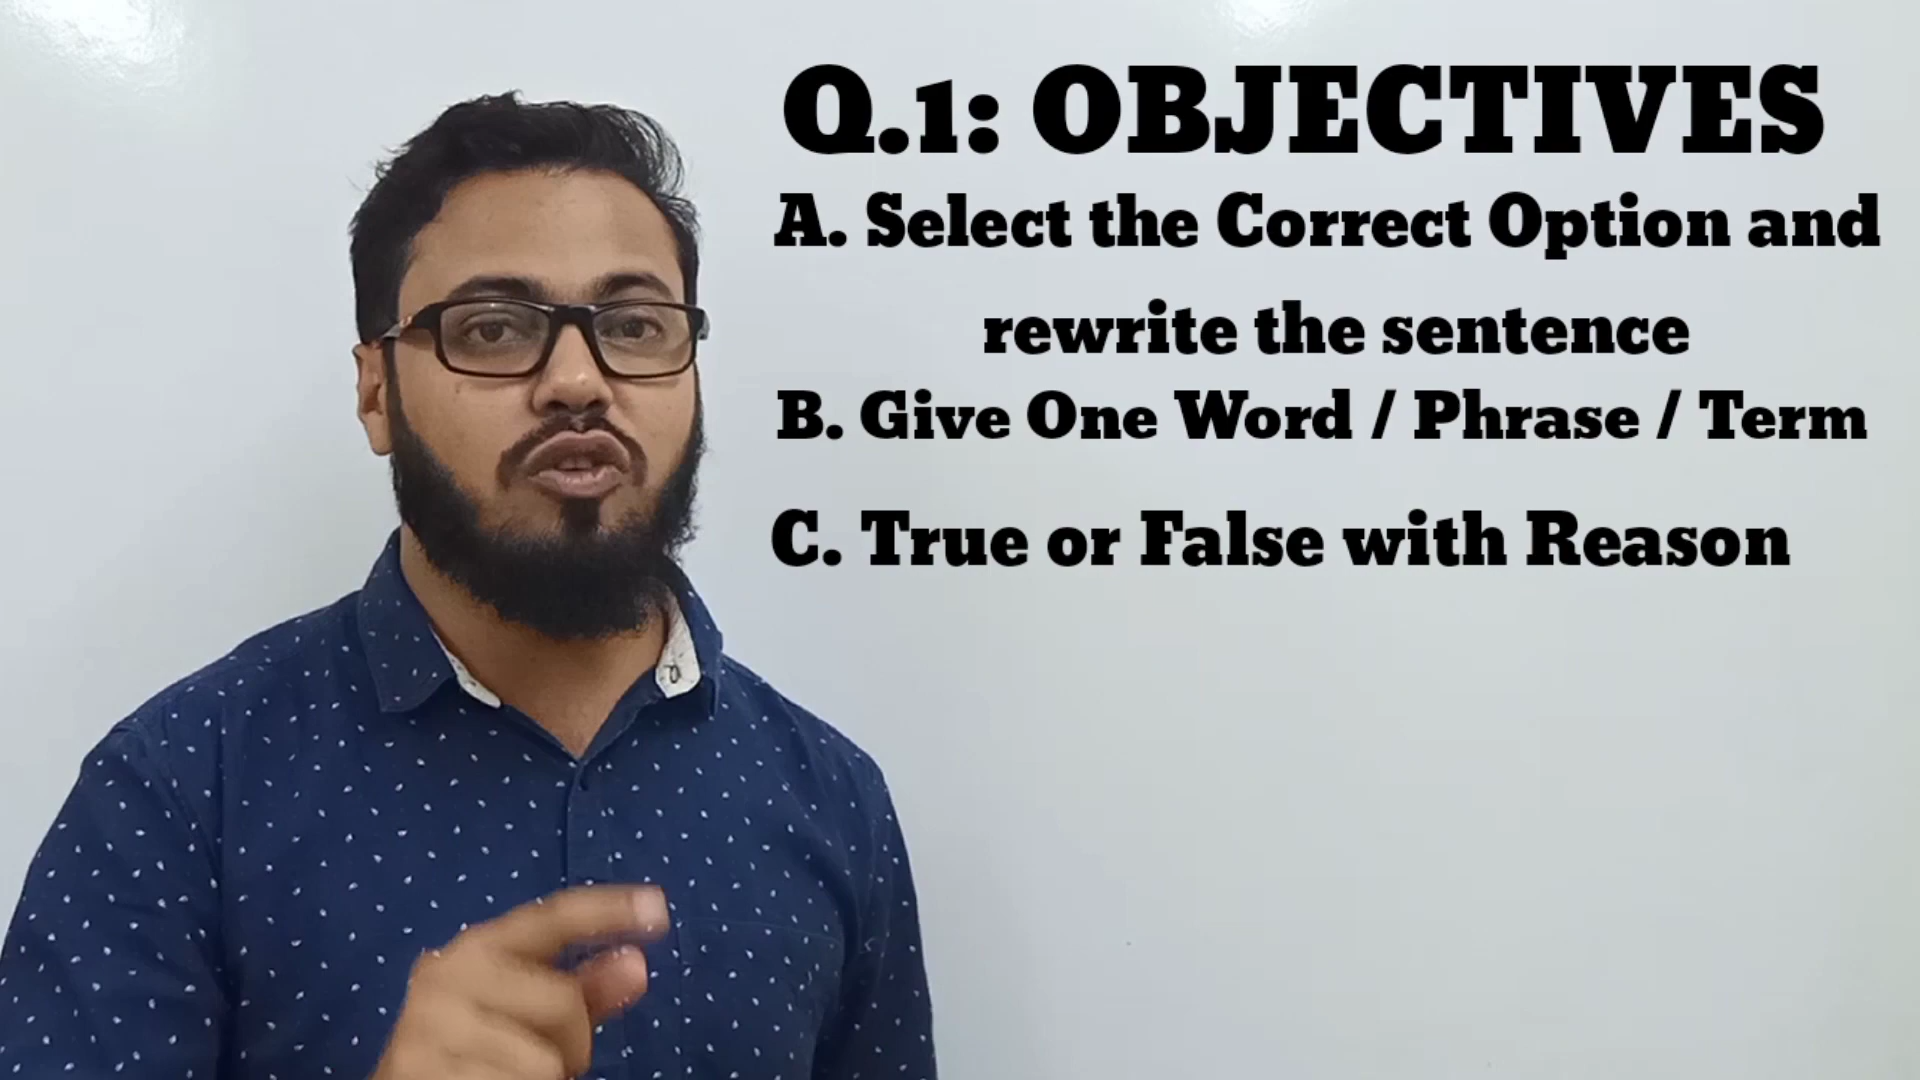 Q.1: OBJECTIVES
A. Select the Correct Option and
rewrite the sentence
B. Give One Word / Phrase / Term
C. True or False with Reason